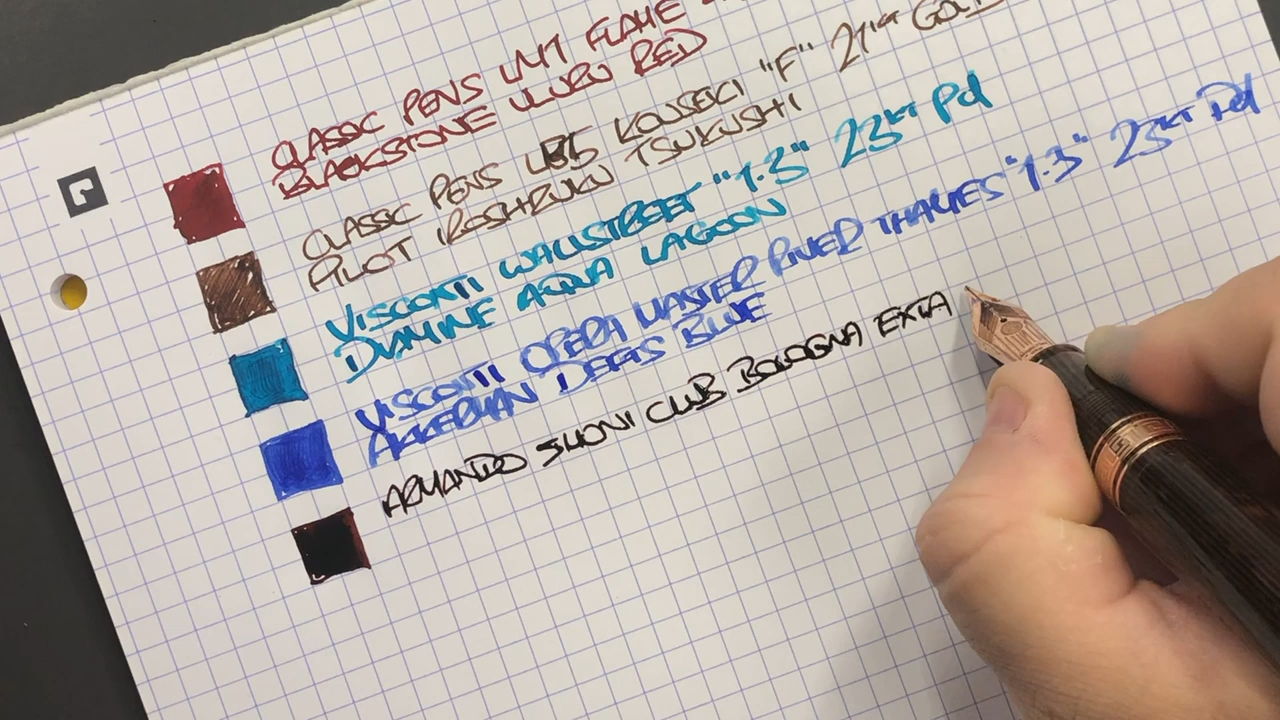 CLASSIC PENS LM1 FLAME
BLACKSTONE ULURU RED
CLASSIC PENS LB5 KOUSEKI "F" 21KT GOLD
PILOT IROSHIZUKU TSUKUSHI
VISCONTI WALLSTREET "1.3" 23KT Pd
DIAMINE AQUA LAGOON
VISCONTI OPERA MASTER RIVER THAMES "1.3" 23KT Pd
AKKERMAN DELFTS BLUE
ARMANDO SIMONI CLUB BOLOGNA EXTA